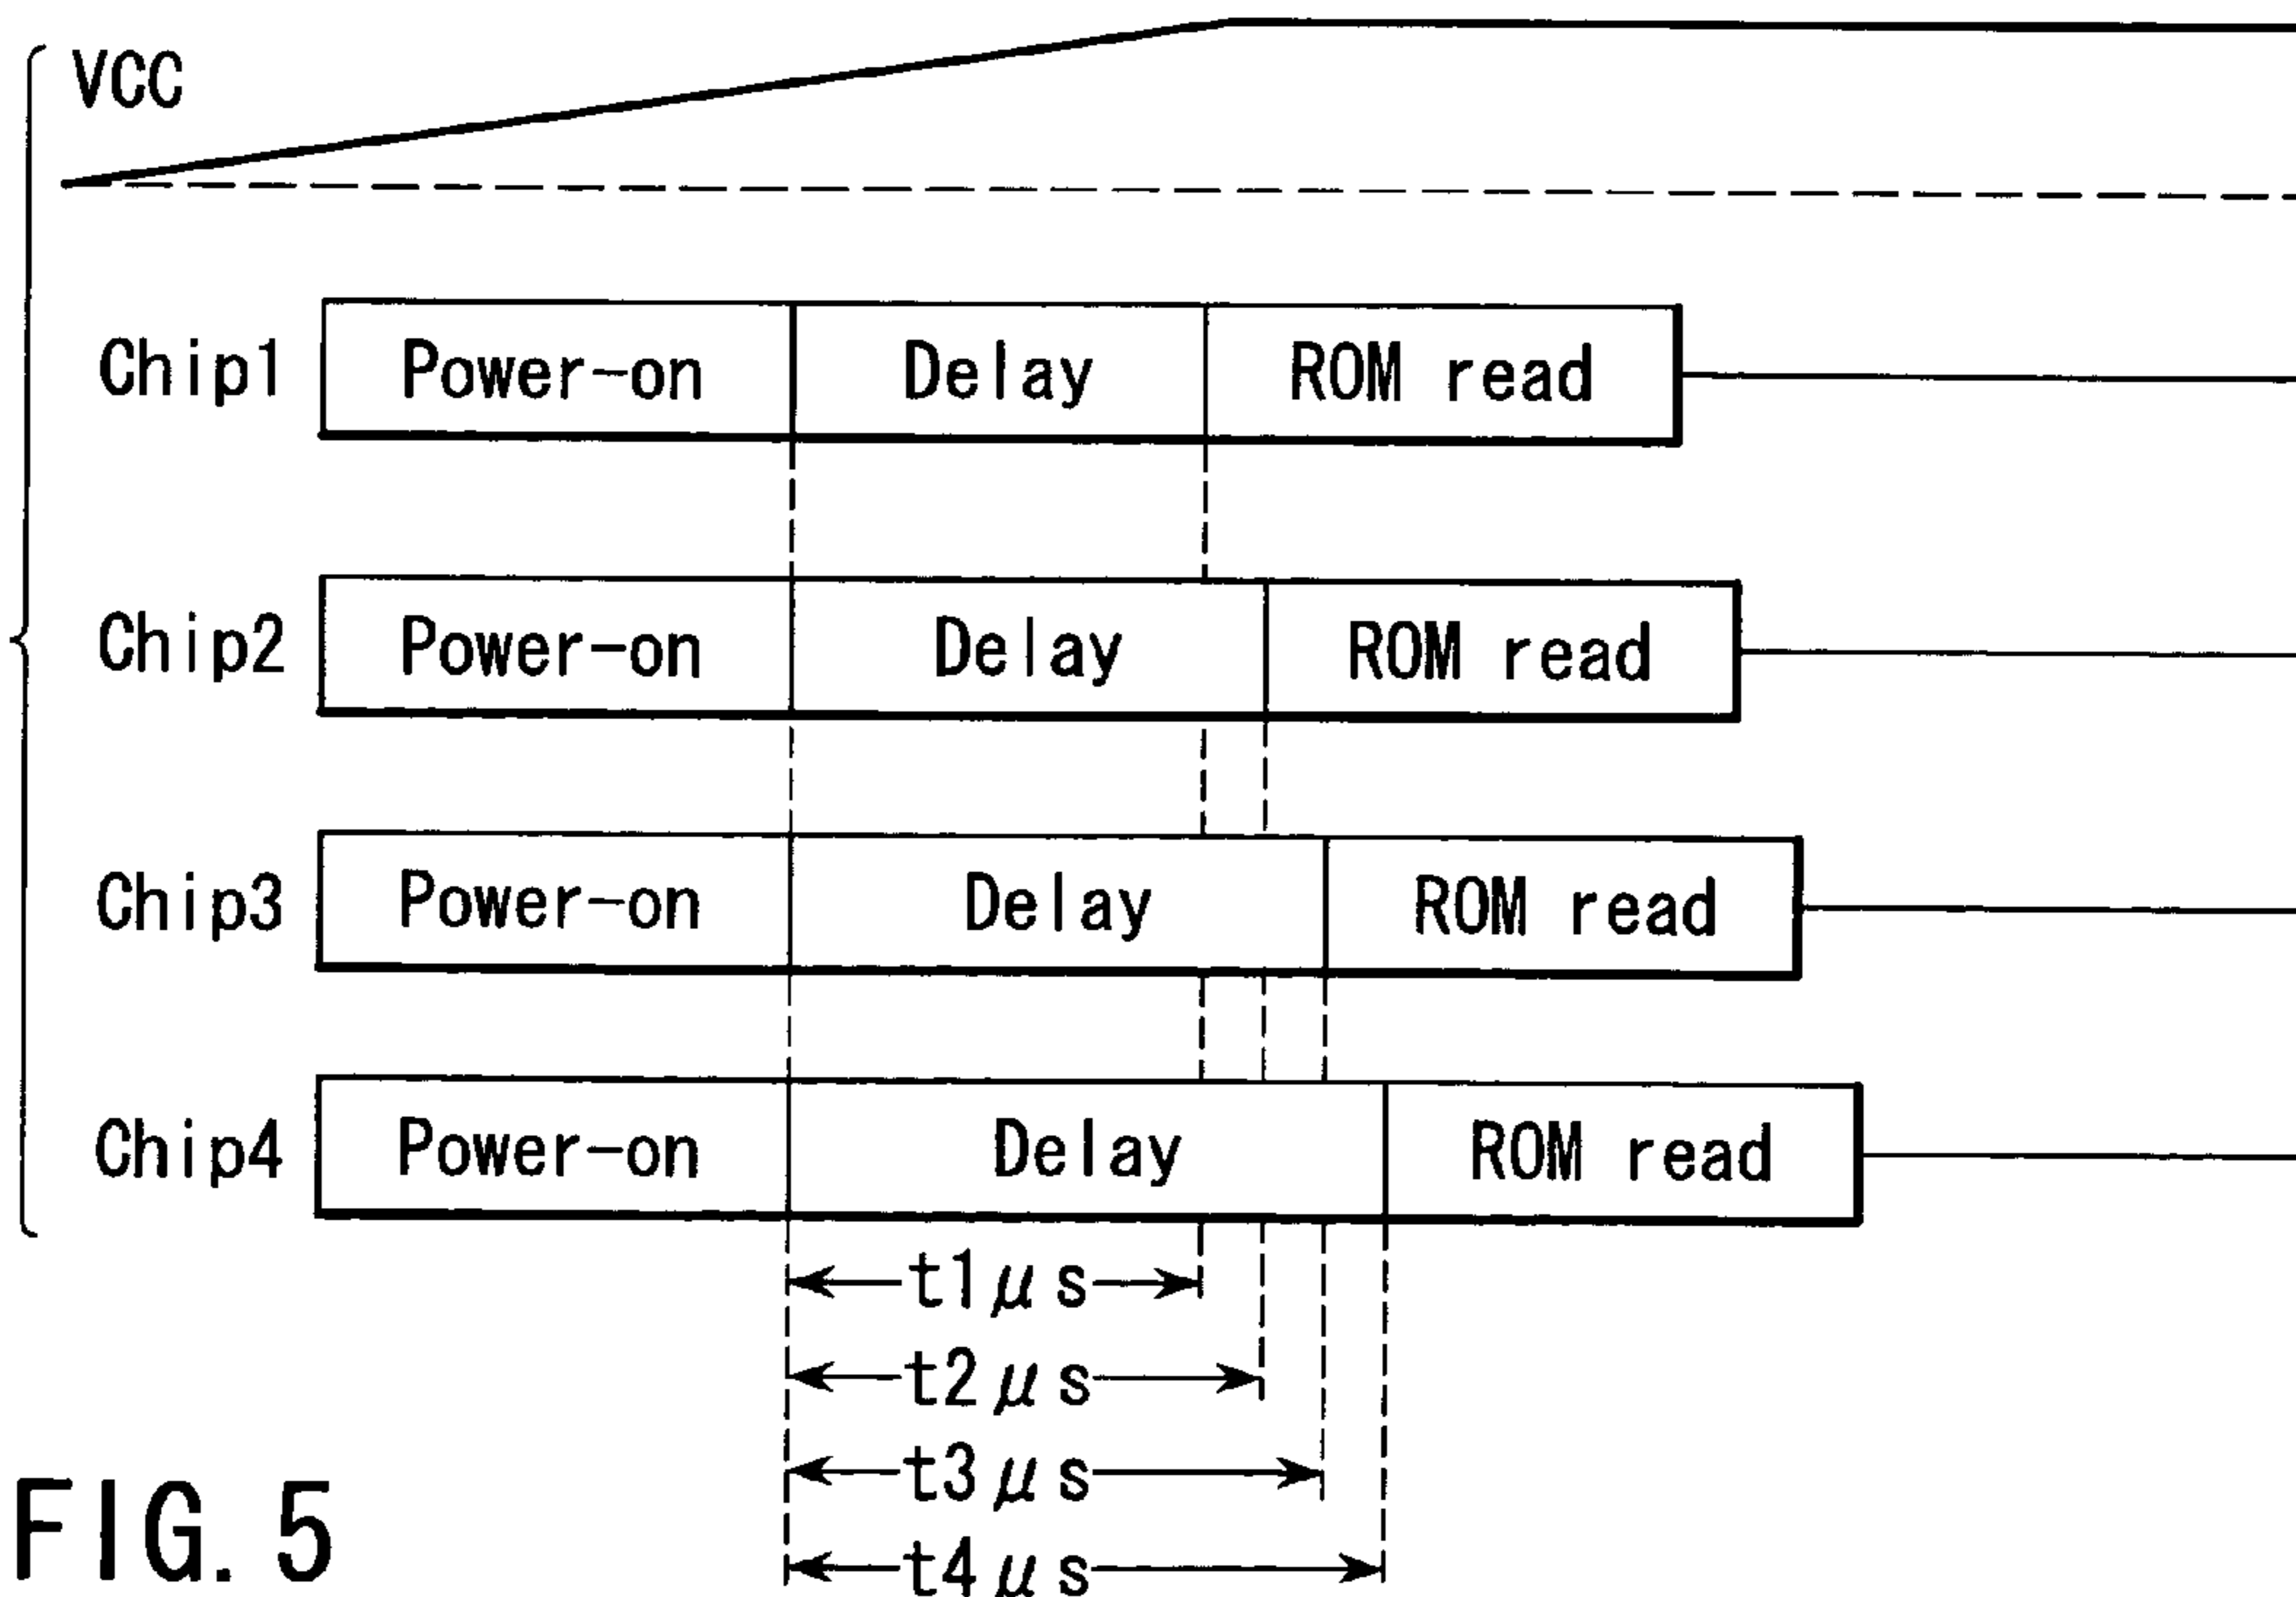 VCC
Chip1 Power-on Delay ROM read
Chip2 Power-on Delay ROM read
Chip3 Power-on Delay ROM read
Chip4 Power-on Delay ROM read
t1μs
t2μs
t3μs
t4μs
FIG. 5